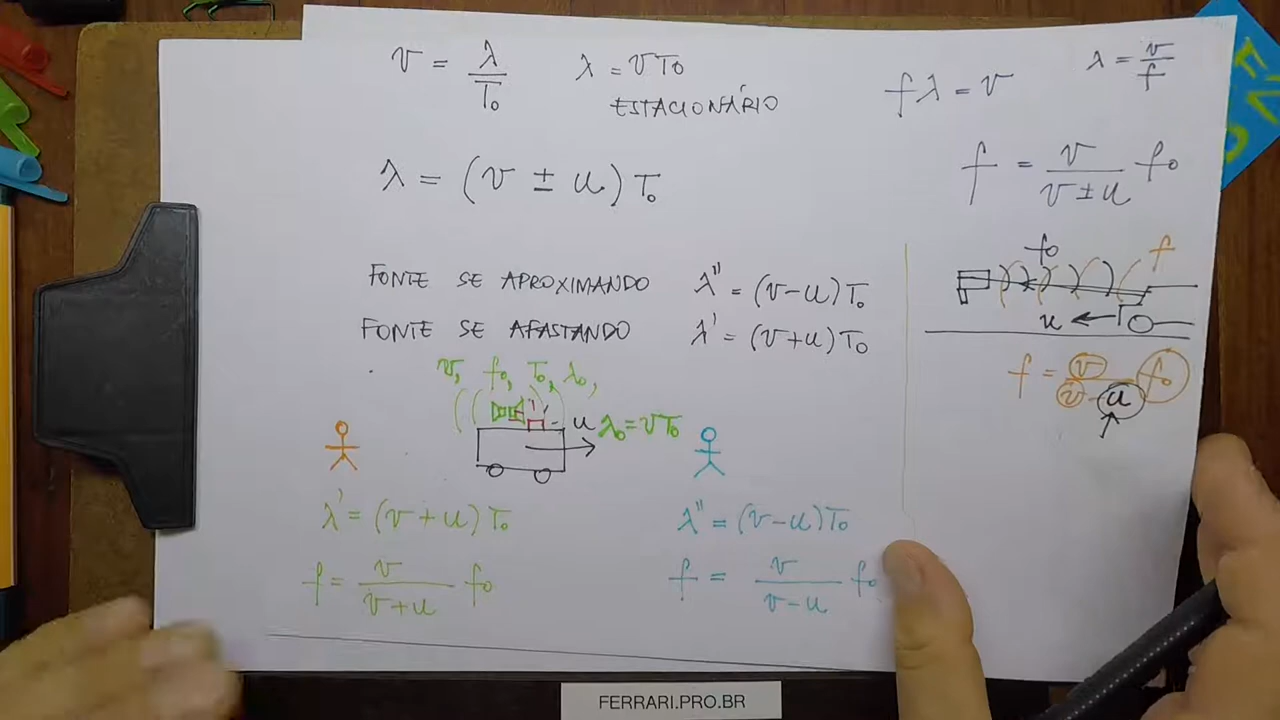 v = λ/T₀
λ = vT₀
ESTACIONÁRIO
fλ = v
λ = v/f
λ = (v ± u) T₀
f = v/(v±u) f₀
FONTE SE APROXIMANDO λ" = (v-u)T₀
FONTE SE AFASTANDO λ' = (v+u)T₀
f₀ f
u
v, f₀, T₀, λ₀,
u λ₀ = vT₀
f = v/(v-u) f₀
λ' = (v+u) T₀
λ" = (v-u)T₀
f = v/(v+u) f₀
f = v/(v-u) f₀
FERRARI.PRO.BR